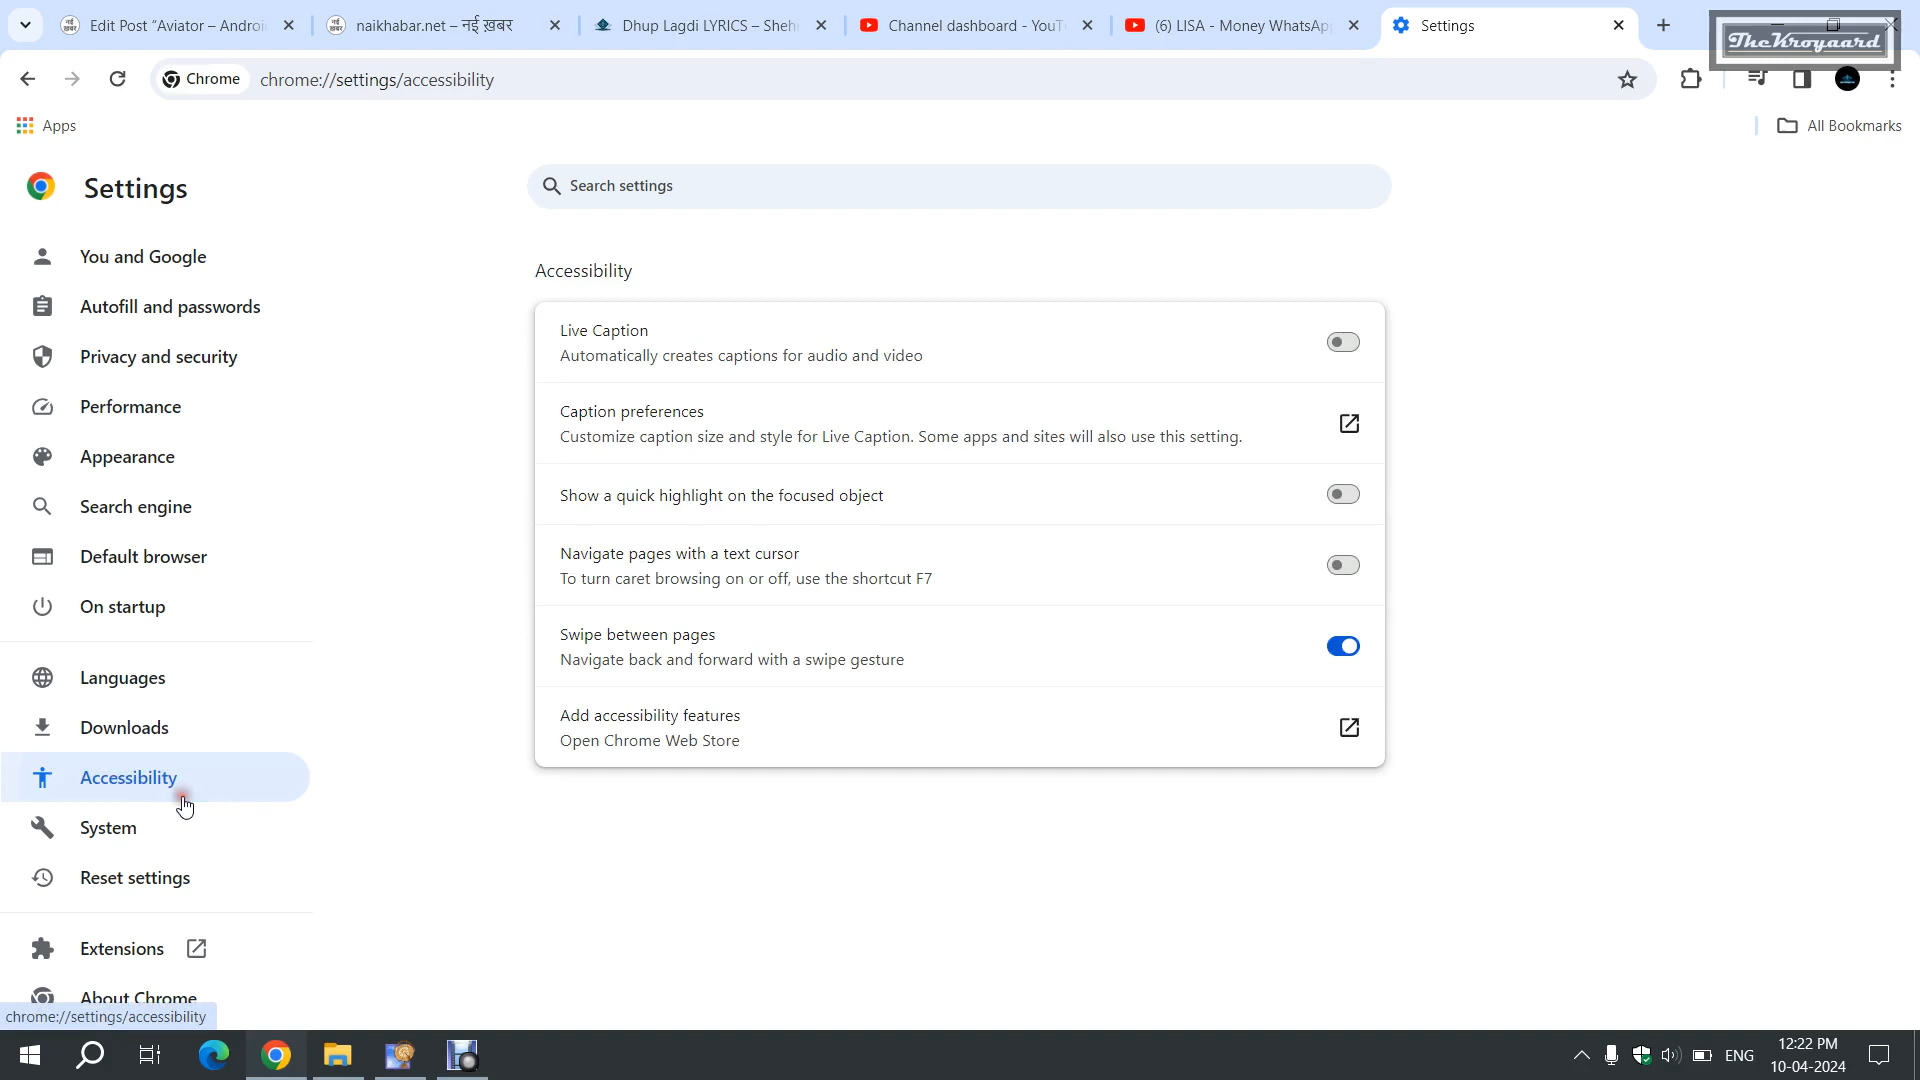 Edit Post “Aviator – Androi
naikhabar.net – नई ख़बर
Dhup Lagdi LYRICS – Sheh
Channel dashboard - YouTu
(6) LISA - Money WhatsApp
Settings
TheKroyaard
Chrome
chrome://settings/accessibility
Apps
All Bookmarks
Settings
Search settings
You and Google
Autofill and passwords
Privacy and security
Performance
Appearance
Search engine
Default browser
On startup
Languages
Downloads
Accessibility
System
Reset settings
Extensions
About Chrome
chrome://settings/accessibility
Accessibility
Live Caption
Automatically creates captions for audio and video
Caption preferences
Customize caption size and style for Live Caption. Some apps and sites will also use this setting.
Show a quick highlight on the focused object
Navigate pages with a text cursor
To turn caret browsing on or off, use the shortcut F7
Swipe between pages
Navigate back and forward with a swipe gesture
Add accessibility features
Open Chrome Web Store
ENG
12:22 PM
10-04-2024